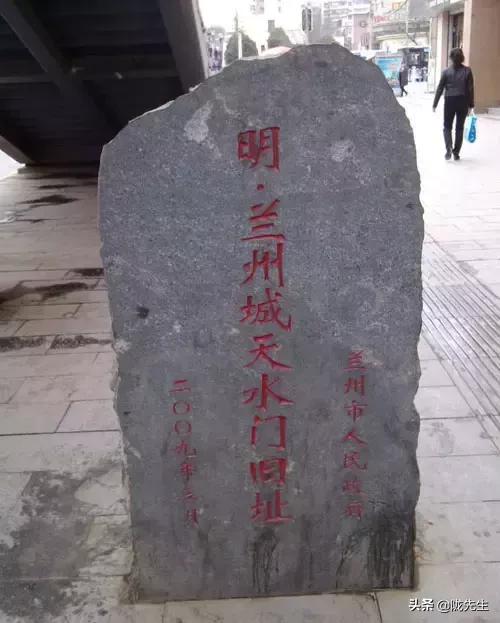 兰州市人民政府
明·兰州城天水门旧址
二〇〇九年三月
头条 @陇先生